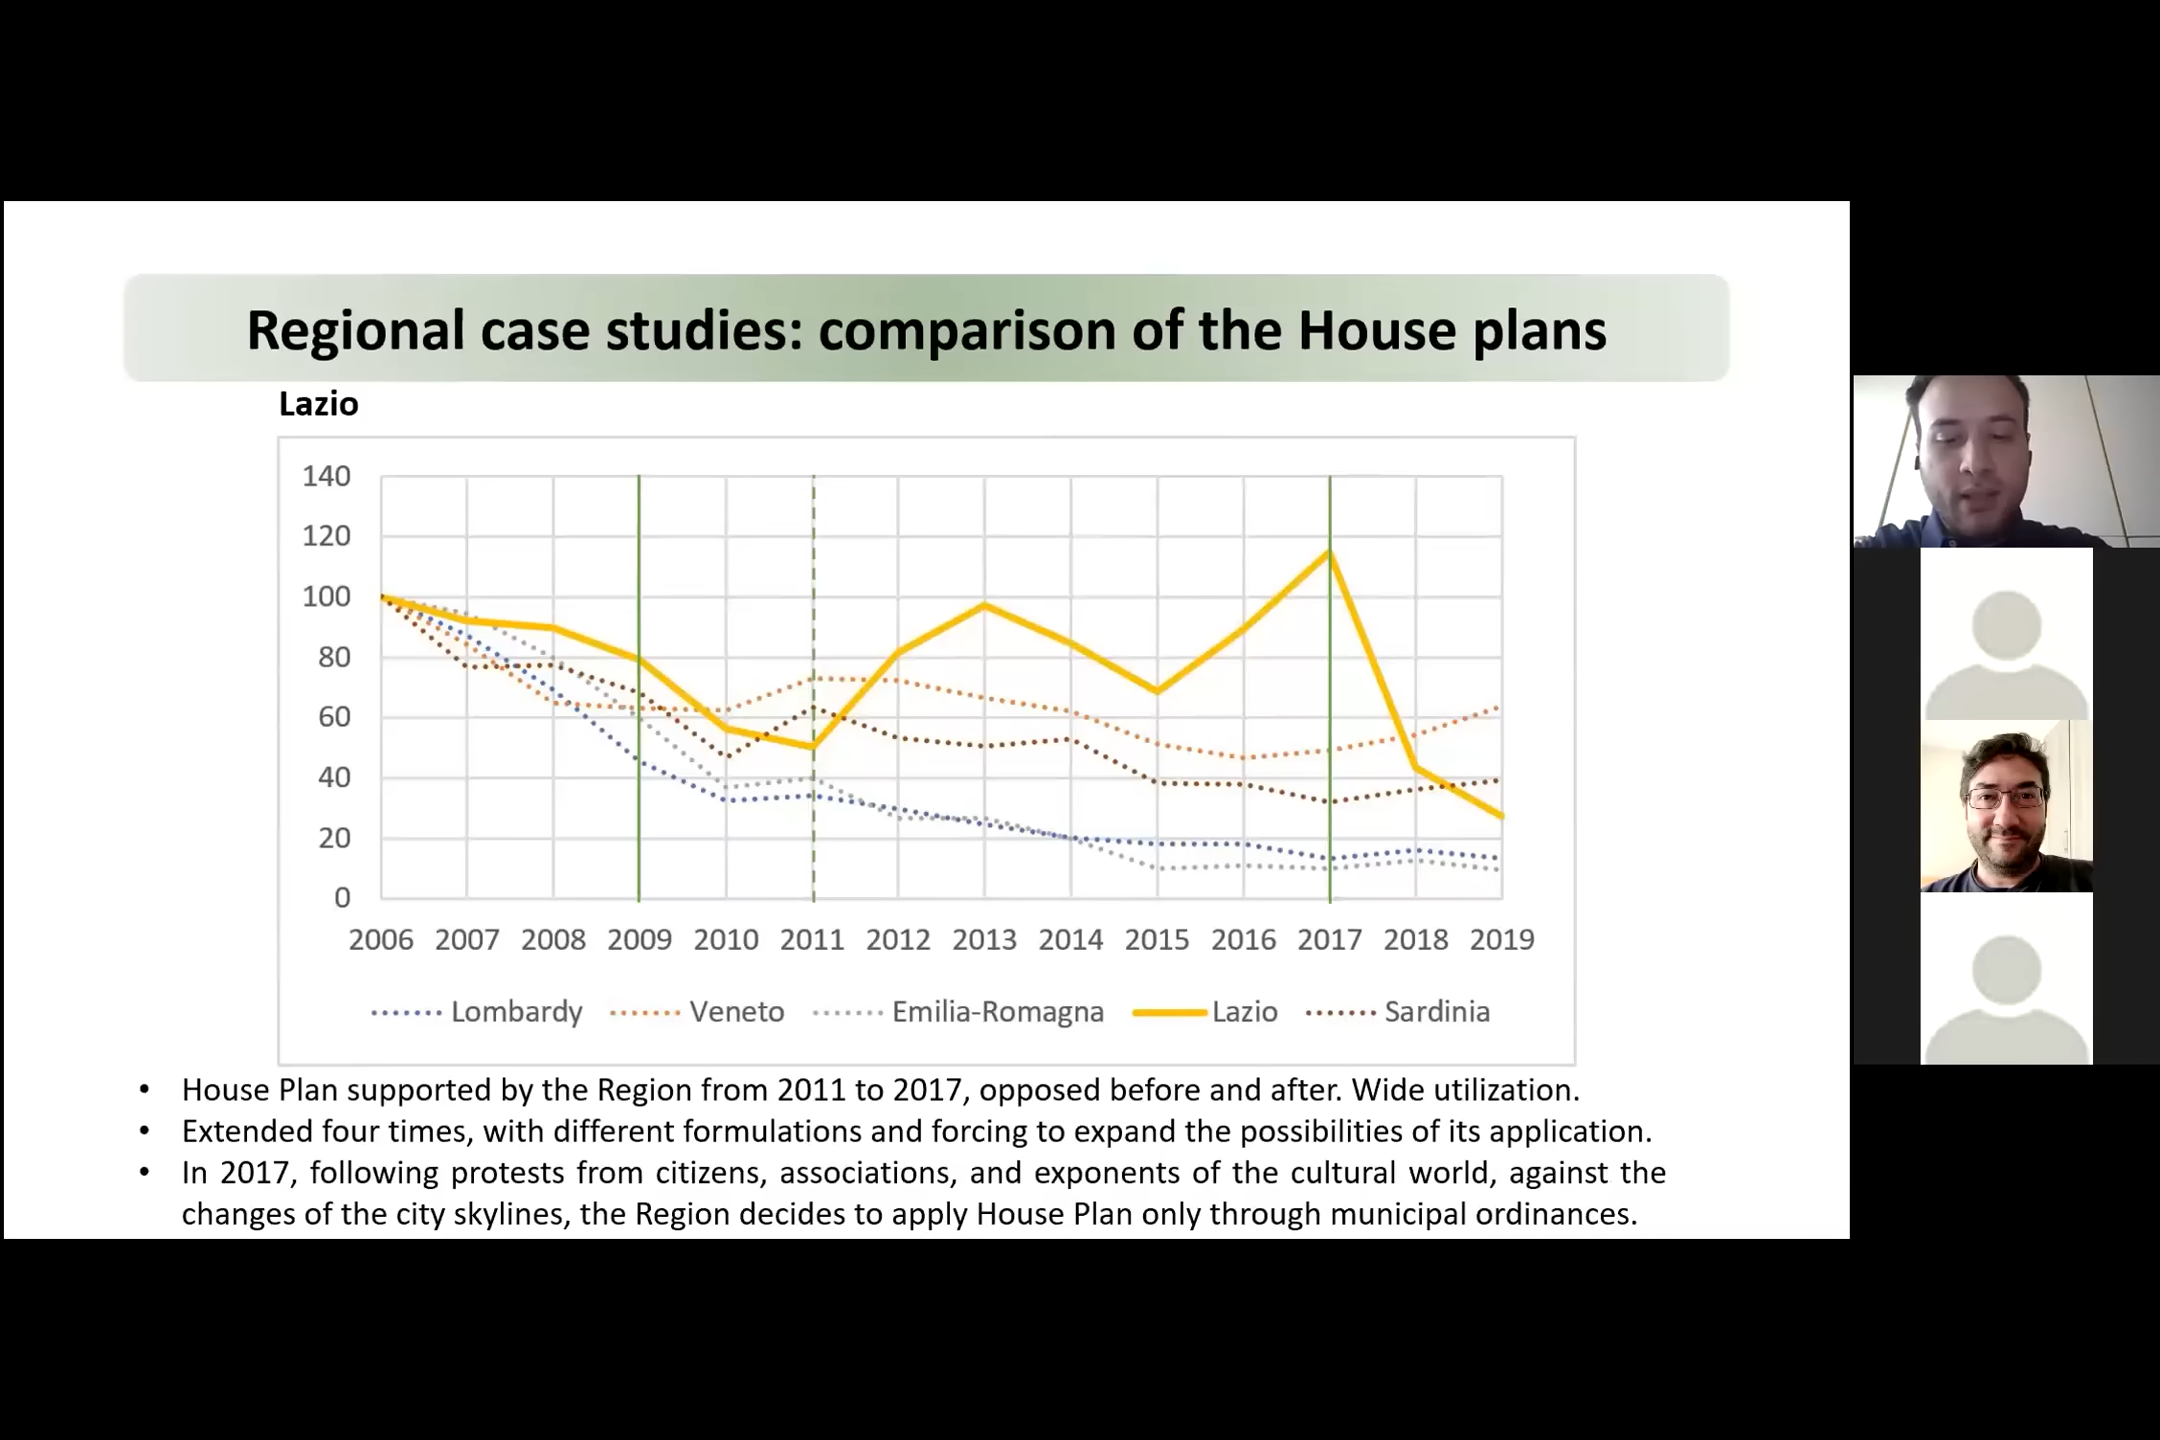 Regional case studies: comparison of the House plans
Lazio
140
120
100
80
60
40
20
0
2006 2007 2008 2009 2010 2011 2012 2013 2014 2015 2016 2017 2018 2019
Lombardy Veneto Emilia-Romagna Lazio Sardinia
• House Plan supported by the Region from 2011 to 2017, opposed before and after. Wide utilization.
• Extended four times, with different formulations and forcing to expand the possibilities of its application.
• In 2017, following protests from citizens, associations, and exponents of the cultural world, against the
changes of the city skylines, the Region decides to apply House Plan only through municipal ordinances.